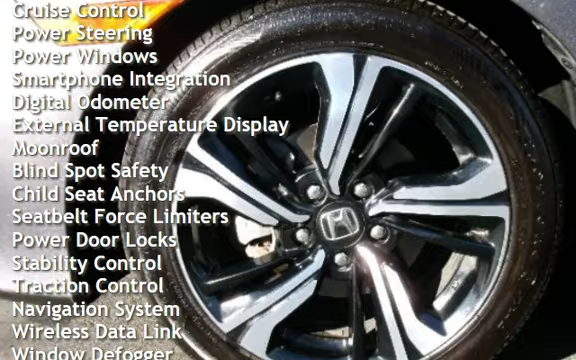 Cruise Control
Power Steering
Power Windows
Smartphone Integration
Digital Odometer
External Temperature Display
Moonroof
Blind Spot Safety
Child Seat Anchors
Seatbelt Force Limiters
Power Door Locks
Stability Control
Traction Control
Navigation System
Wireless Data Link
Window Defogger